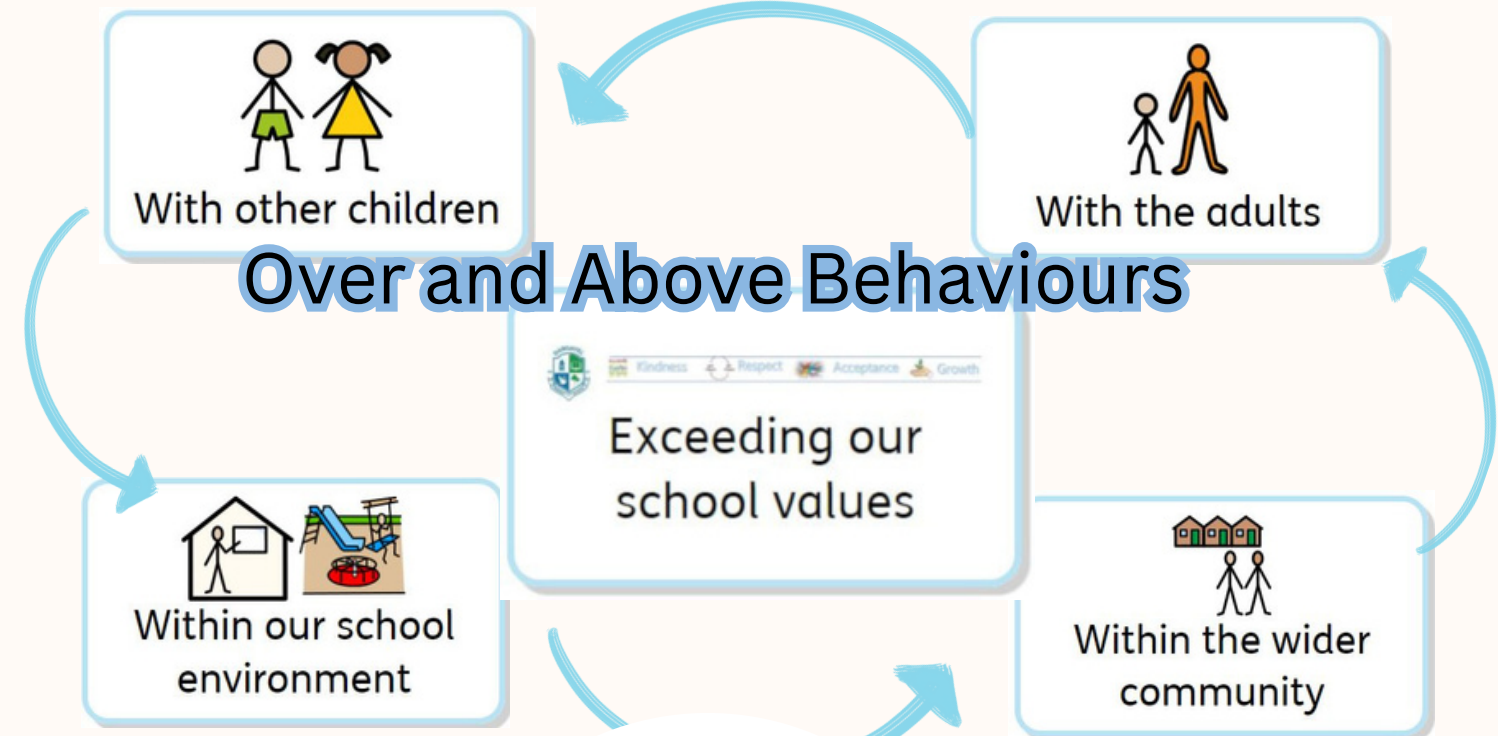 With other children
With the adults
Over and Above Behaviours
Kindness Respect Acceptance Growth
Exceeding our
school values
Within our school
environment
Within the wider
community